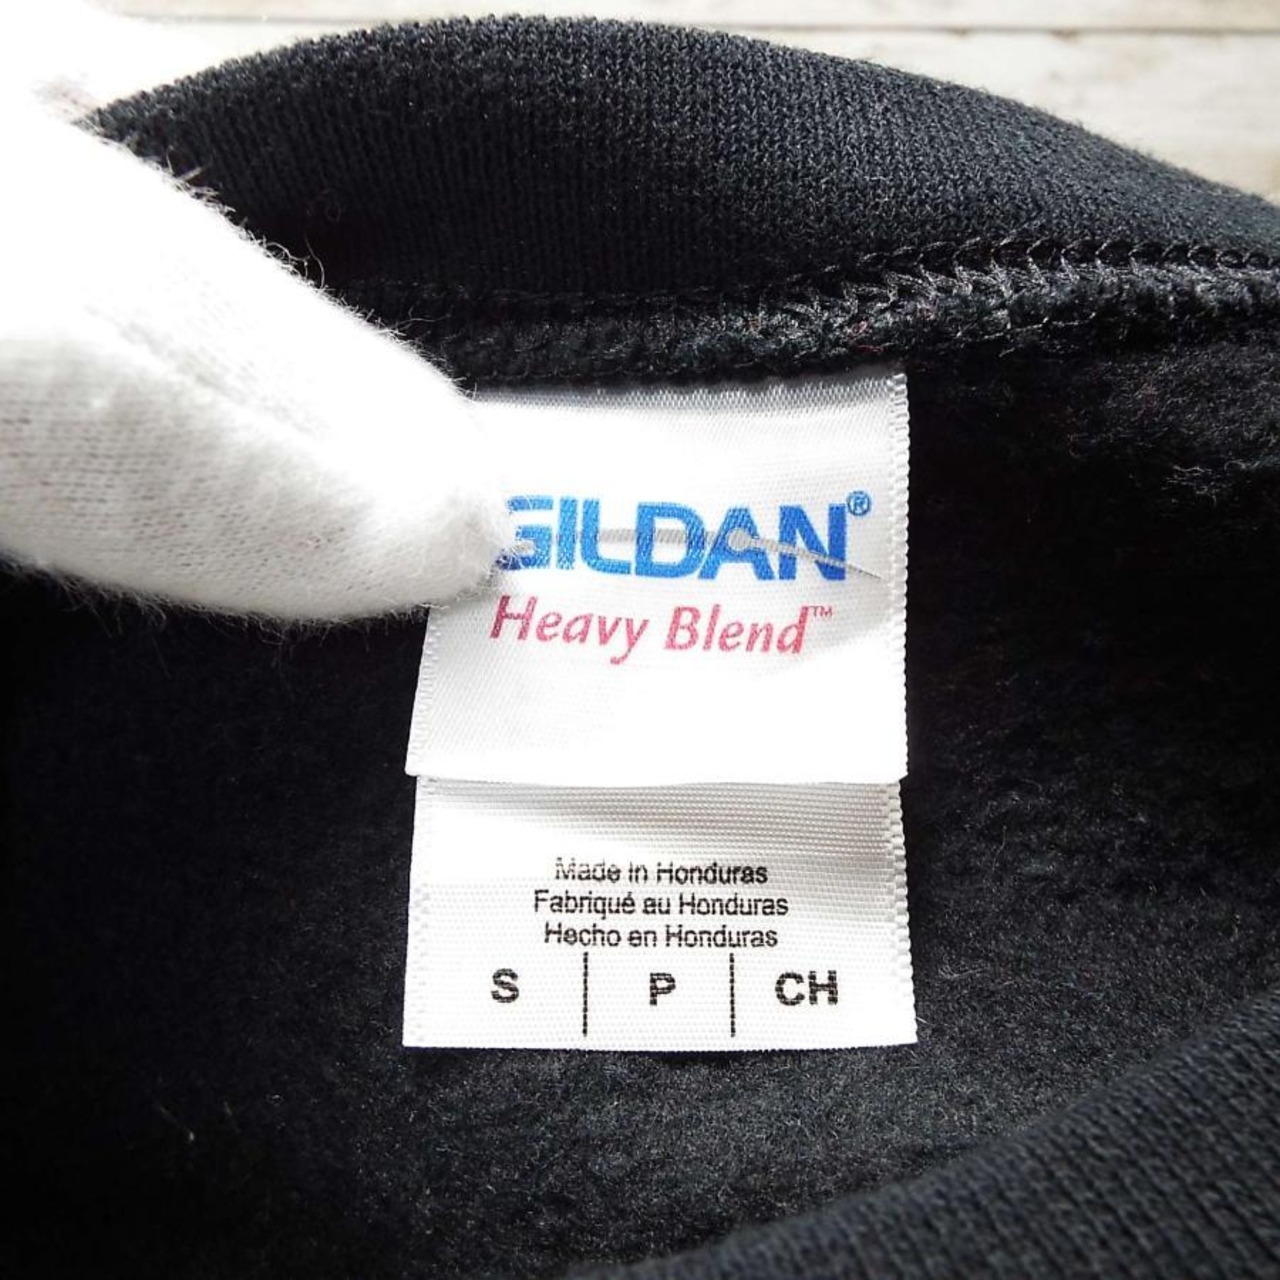 GILDAN®
Heavy Blend™
Made in Honduras
Fabriqué au Honduras
Hecho en Honduras
S | P | CH